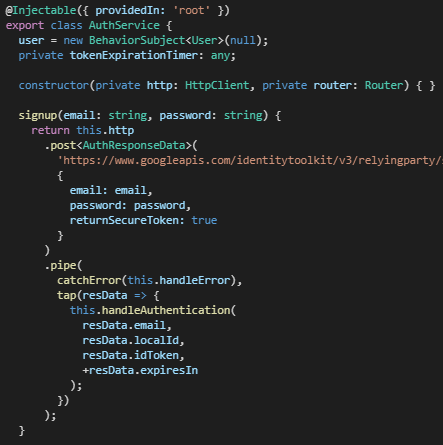 @Injectable({ providedIn: 'root' })
export class AuthService {
  user = new BehaviorSubject<User>(null);
  private tokenExpirationTimer: any;

  constructor(private http: HttpClient, private router: Router) { }

  signup(email: string, password: string) {
    return this.http
      .post<AuthResponseData>(
        'https://www.googleapis.com/identitytoolkit/v3/relyingparty/
        {
          email: email,
          password: password,
          returnSecureToken: true
        }
      )
      .pipe(
        catchError(this.handleError),
        tap(resData => {
          this.handleAuthentication(
            resData.email,
            resData.localId,
            resData.idToken,
            +resData.expiresIn
          );
        })
      );
  }